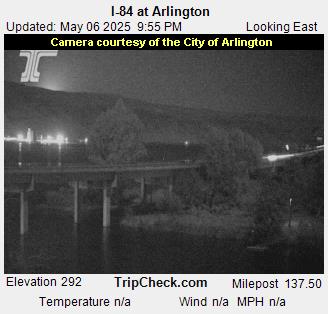 I-84 at Arlington
Updated: May 06 2025 9:55 PM Looking East
Camera courtesy of the City of Arlington
Elevation 292 TripCheck.com Milepost 137.50
Temperature n/a Wind n/a MPH n/a